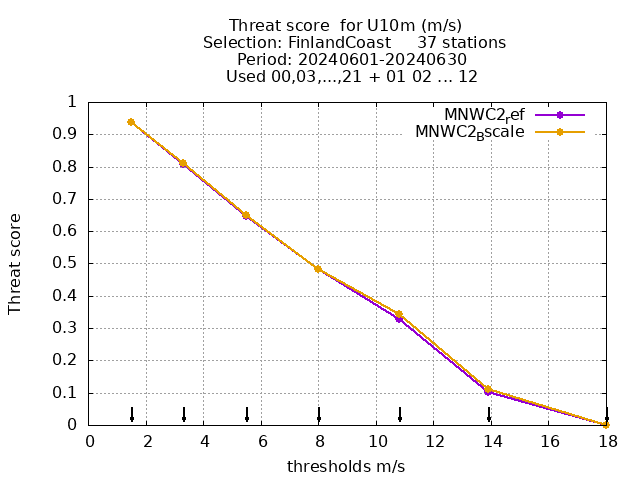 Threat score  for U10m (m/s)
Selection: FinlandCoast     37 stations
Period: 20240601-20240630
Used 00,03,...,21 + 01 02 ... 12
MNWC2ref
MNWC2Bscale
Threat score
1
0.9
0.8
0.7
0.6
0.5
0.4
0.3
0.2
0.1
0
0 2 4 6 8 10 12 14 16 18
thresholds m/s